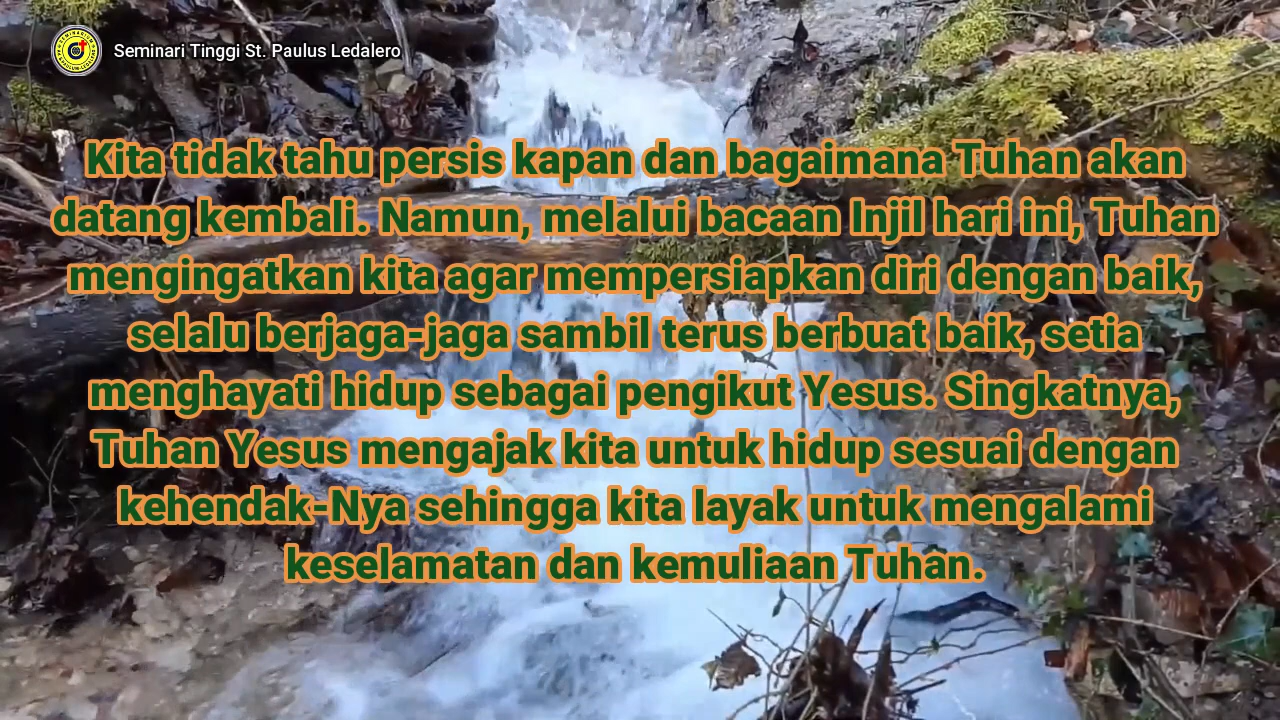 Seminari Tinggi St. Paulus Ledalero
Kita tidak tahu persis kapan dan bagaimana Tuhan akan
datang kembali. Namun, melalui bacaan Injil hari ini, Tuhan
mengingatkan kita agar mempersiapkan diri dengan baik,
selalu berjaga-jaga sambil terus berbuat baik, setia
menghayati hidup sebagai pengikut Yesus. Singkatnya,
Tuhan Yesus mengajak kita untuk hidup sesuai dengan
kehendak-Nya sehingga kita layak untuk mengalami
keselamatan dan kemuliaan Tuhan.